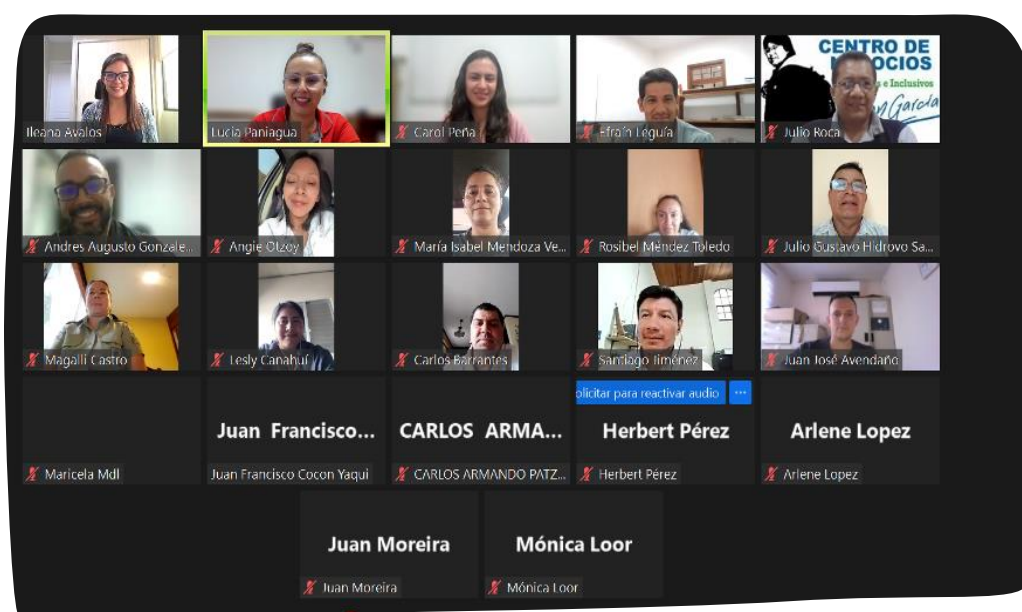 CENTRO DE
e Inclusivos
García
Ileana Avalos
Lucia Paniagua
Carol Peña
Efraín Leguía
Julio Roca
Andres Augusto Gonzale...
Angie Otzoy
María Isabel Mendoza Ve...
Rosibel Méndez Toledo
Julio Gustavo Hidrovo Sa...
Magalli Castro
Lesly Canahuí
Carlos Barrantes
Santiago Jiménez
Juan José Avendaño
olicitar para reactivar audio ...
Juan Francisco...
CARLOS ARMA...
Herbert Pérez
Arlene Lopez
Maricela Mdl
Juan Francisco Cocon Yaqui
CARLOS ARMANDO PATZ...
Herbert Pérez
Arlene Lopez
Juan Moreira
Mónica Loor
Juan Moreira
Mónica Loor